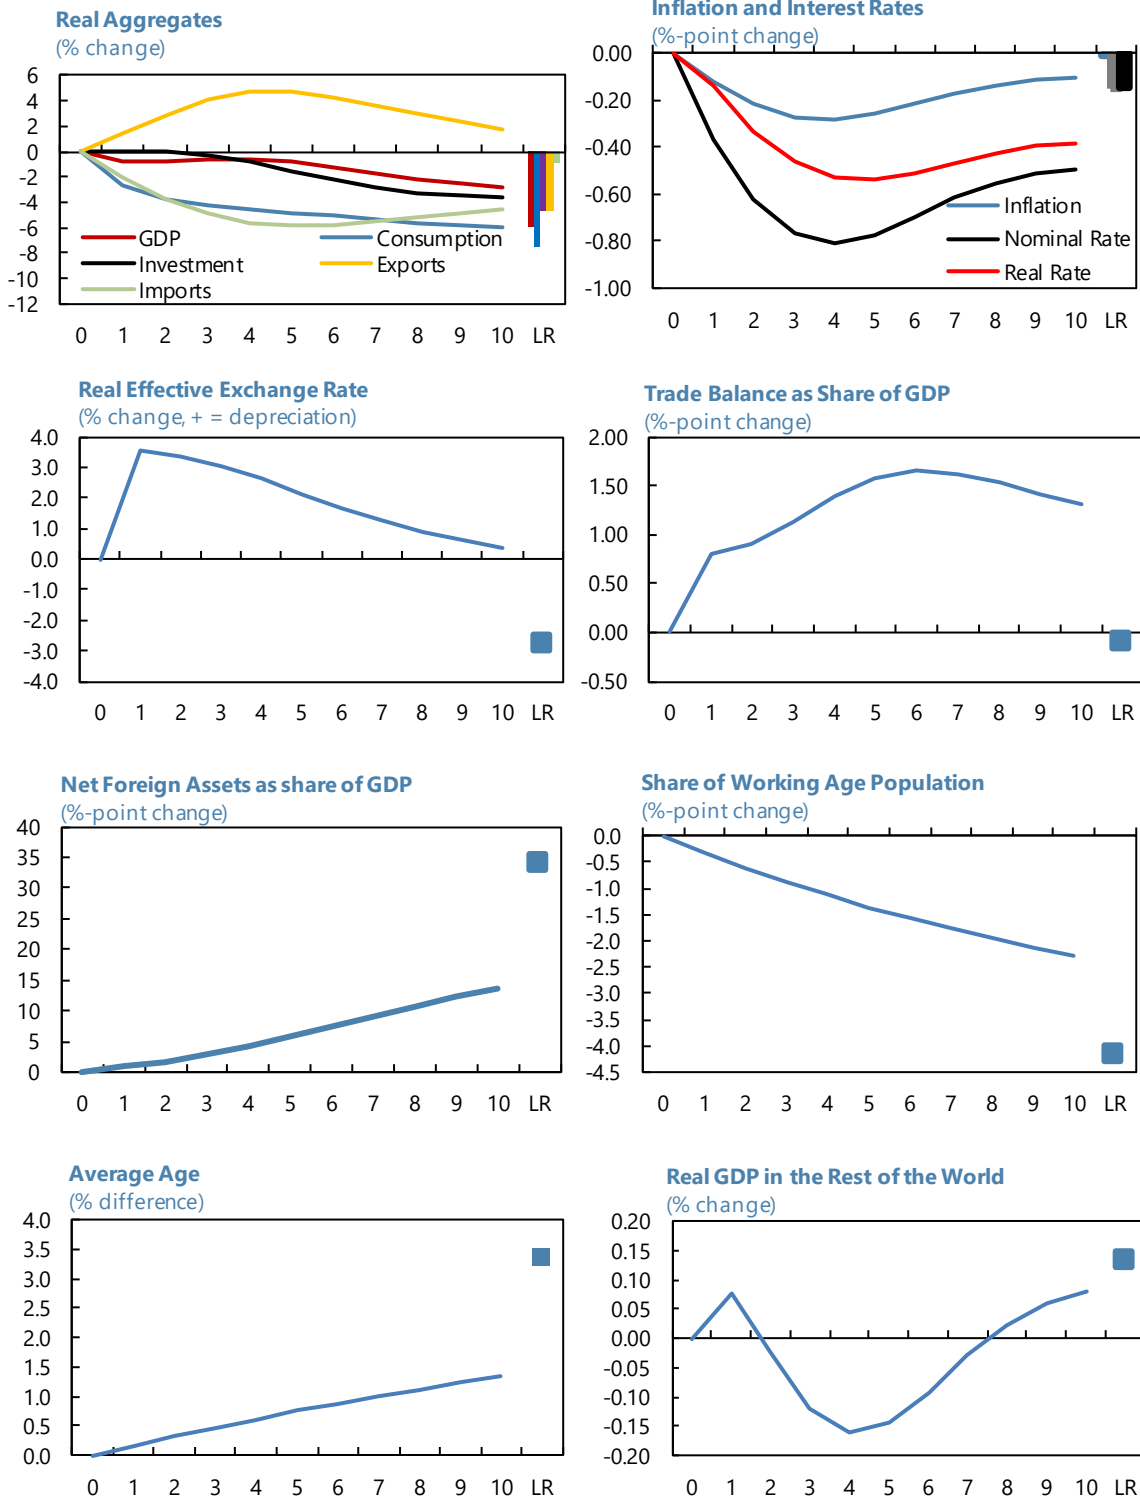 Real Aggregates
(% change)
6
4
2
0
-2
-4
-6
-8
-10
-12
GDP
Consumption
Investment
Exports
Imports
0 1 2 3 4 5 6 7 8 9 10 LR
Inflation and Interest Rates
(%-point change)
0.00
-0.20
-0.40
-0.60
-0.80
-1.00
Inflation
Nominal Rate
Real Rate
0 1 2 3 4 5 6 7 8 9 10 LR
Real Effective Exchange Rate
(% change, + = depreciation)
4.0
3.0
2.0
1.0
0.0
-1.0
-2.0
-3.0
-4.0
0 1 2 3 4 5 6 7 8 9 10 LR
Trade Balance as Share of GDP
(%-point change)
2.00
1.50
1.00
0.50
0.00
-0.50
0 1 2 3 4 5 6 7 8 9 10 LR
Net Foreign Assets as share of GDP
(%-point change)
40
35
30
25
20
15
10
5
0
0 1 2 3 4 5 6 7 8 9 10 LR
Share of Working Age Population
(%-point change)
0.0
-0.5
-1.0
-1.5
-2.0
-2.5
-3.0
-3.5
-4.0
-4.5
0 1 2 3 4 5 6 7 8 9 10 LR
Average Age
(% difference)
4.0
3.5
3.0
2.5
2.0
1.5
1.0
0.5
0.0
0 1 2 3 4 5 6 7 8 9 10 LR
Real GDP in the Rest of the World
(% change)
0.20
0.15
0.10
0.05
0.00
-0.05
-0.10
-0.15
-0.20
0 1 2 3 4 5 6 7 8 9 10 LR